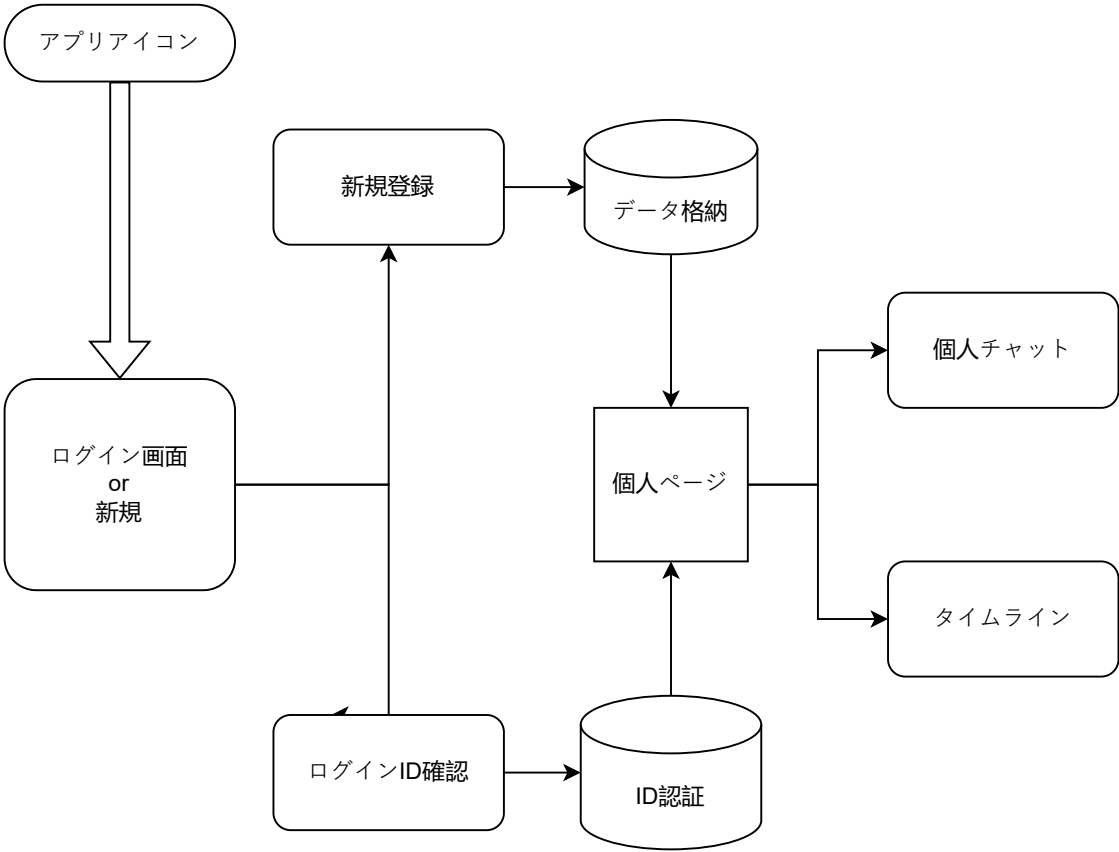 アプリアイコン
新規登録
データ格納
個人チャット
ログイン画面
or
新規
個人ページ
タイムライン
ログインID確認
ID認証